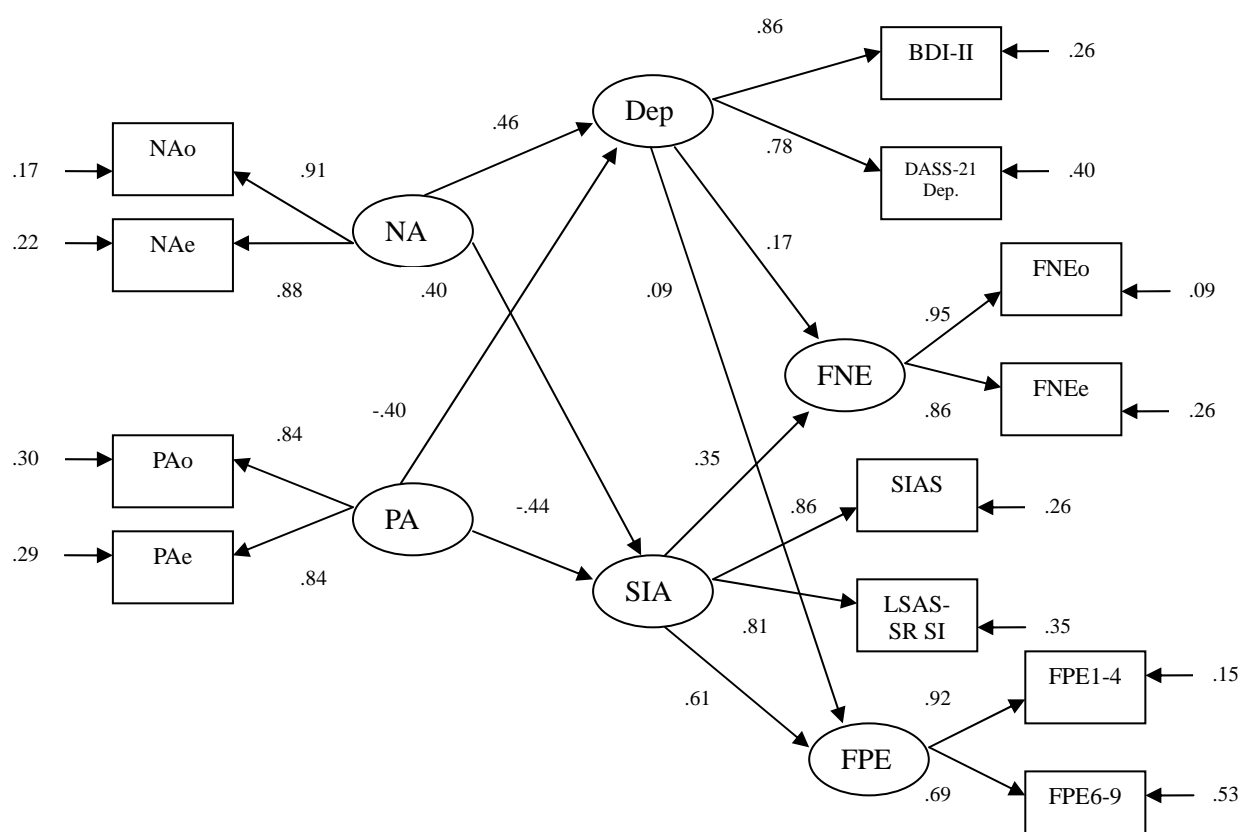 .86
BDI-II
.26
Dep
.46
NAo
.91
.17
.78
DASS-21
Dep.
.40
NA
NAe
.22
.88
.40
.17
.09
FNEo
.09
.95
FNE
FNEe
.86
.26
-.40
PAo
.84
.30
.35
SIAS
.86
.26
PA
-.44
PAe
.29
.84
SIA
LSAS-
SR SI
.81
.35
.61
FPE1-4
.15
.92
FPE
.69
FPE6-9
.53